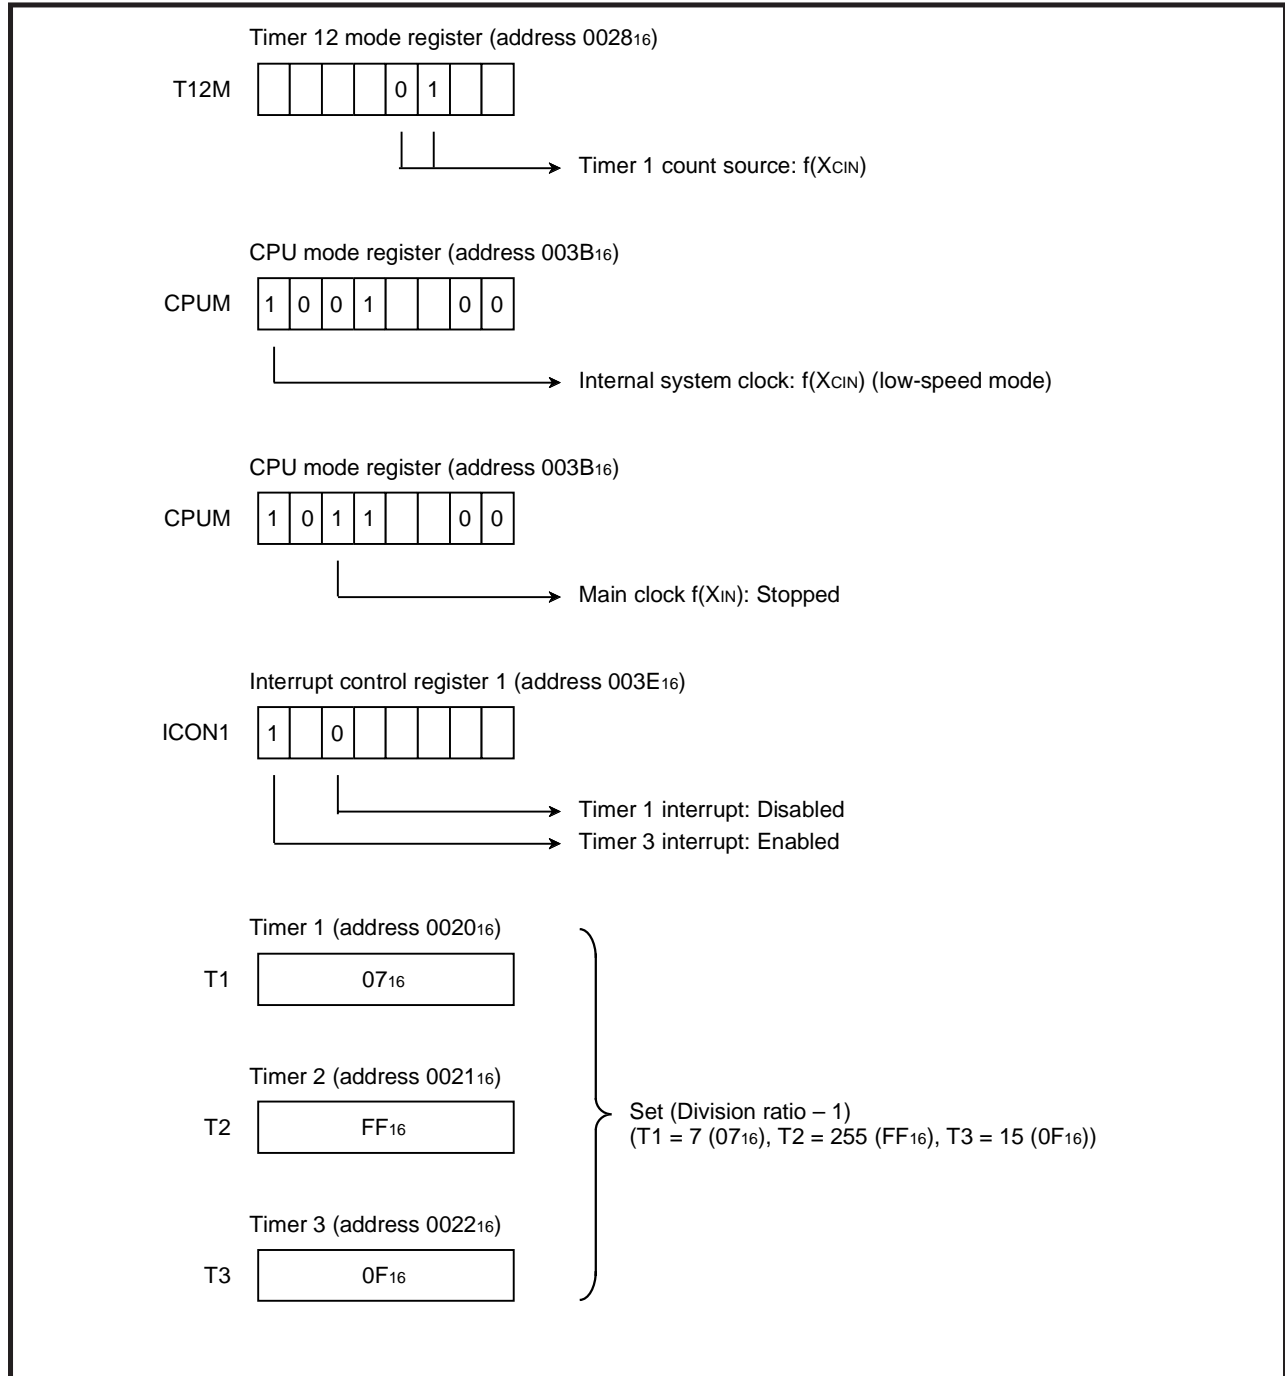 Timer 12 mode register (address 0028₁₆)
T12M 0 1
Timer 1 count source: f(XCIN)
CPU mode register (address 003B₁₆)
CPUM 1 0 0 1 0 0
Internal system clock: f(XCIN) (low-speed mode)
CPU mode register (address 003B₁₆)
CPUM 1 0 1 1 0 0
Main clock f(XIN): Stopped
Interrupt control register 1 (address 003E₁₆)
ICON1 1 0
Timer 1 interrupt: Disabled
Timer 3 interrupt: Enabled
Timer 1 (address 0020₁₆)
T1 07₁₆
Timer 2 (address 0021₁₆)
T2 FF₁₆
Set (Division ratio – 1)
(T1 = 7 (07₁₆), T2 = 255 (FF₁₆), T3 = 15 (0F₁₆))
Timer 3 (address 0022₁₆)
T3 0F₁₆